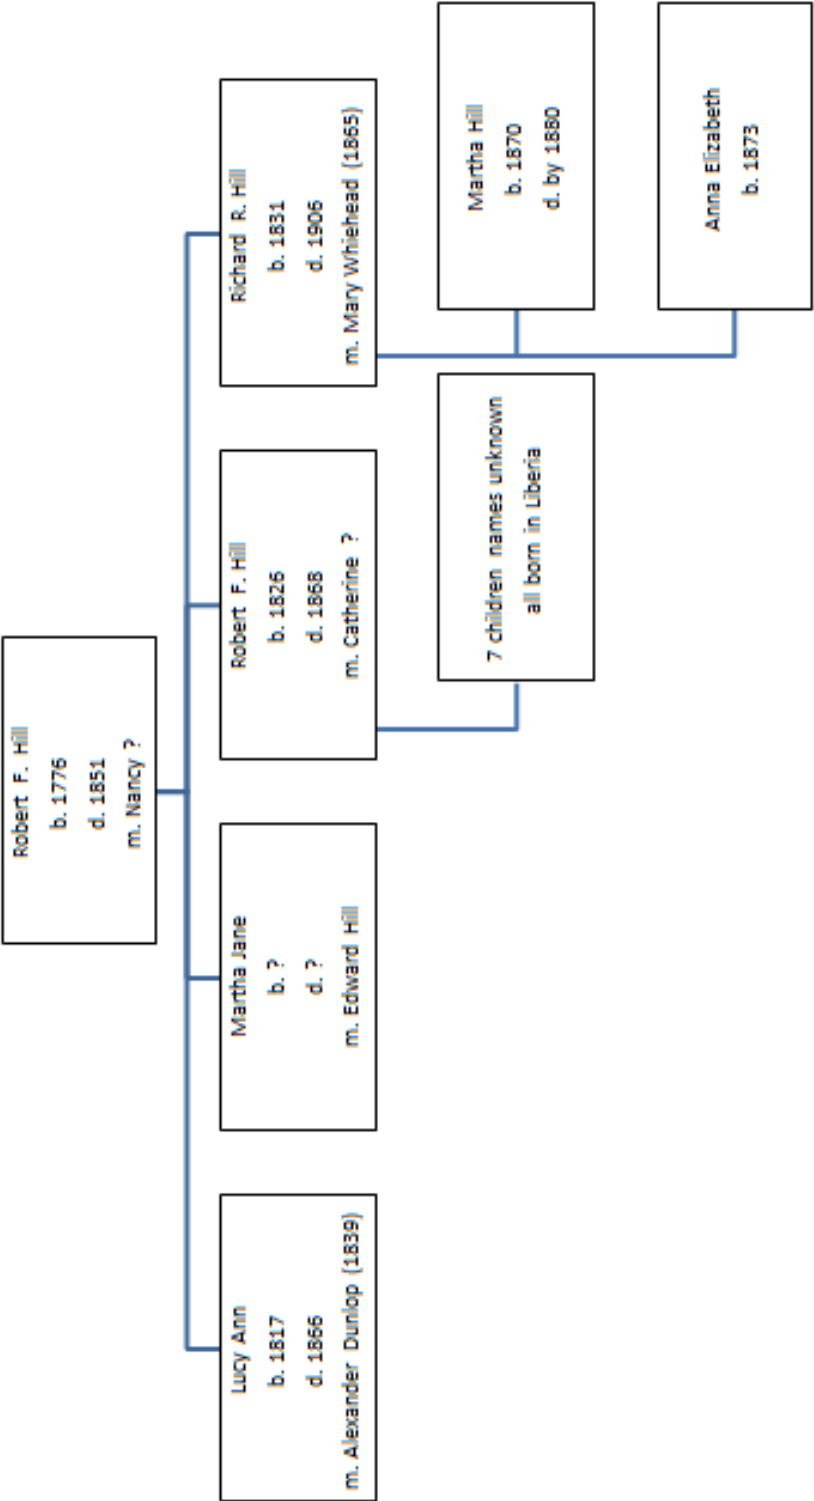 Robert F. Hill
b. 1776
d. 1851
m. Nancy ?
Lucy Ann
b. 1817
d. 1866
m. Alexander Dunlop (1839)
Martha Jane
b. ?
d. ?
m. Edward Hill
Robert F. Hill
b. 1826
d. 1868
m. Catherine ?
Richard R. Hill
b. 1831
d. 1906
m. Mary Whiehead (1865)
7 children names unknown
all born in Liberia
Martha Hill
b. 1870
d. by 1880
Anna Elizabeth
b. 1873